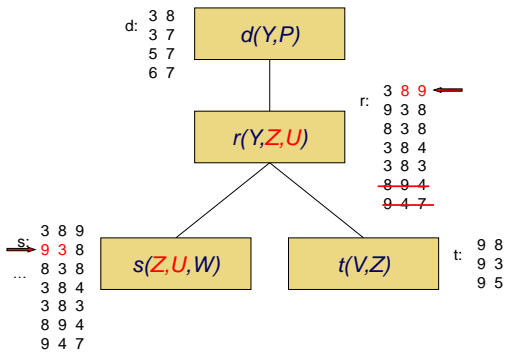 d:
3 8
3 7
5 7
6 7
d(Y,P)
r:
3 8 9
9 3 8
8 3 8
3 8 4
3 8 3
8 9 4
9 4 7
r(Y,Z,U)
s:
3 8 9
9 3 8
8 3 8
3 8 4
3 8 3
8 9 4
9 4 7
...
s(Z,U,W)
t(V,Z)
t:
9 8
9 3
9 5